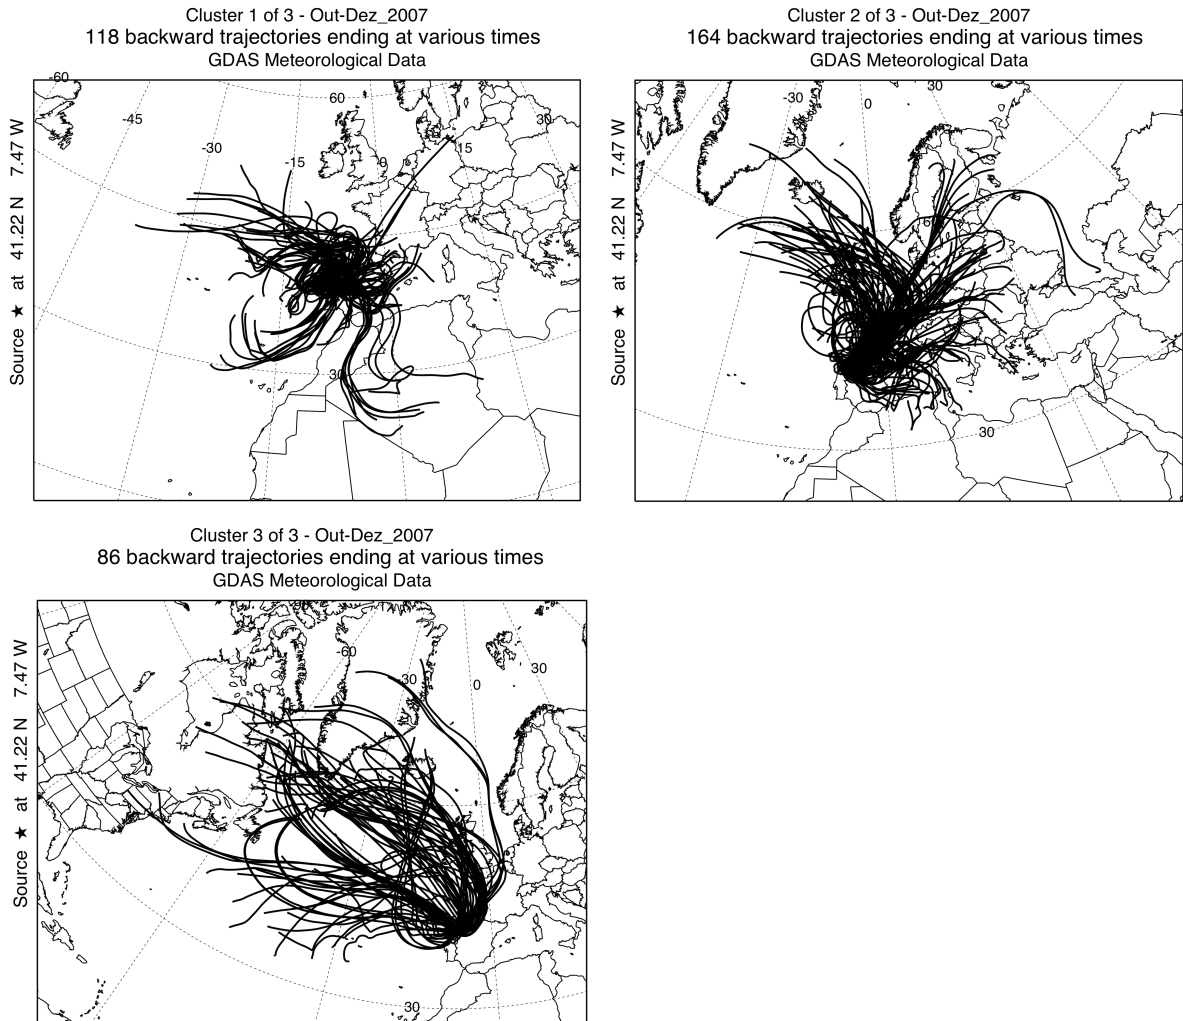 Cluster 1 of 3 - Out-Dez_2007
118 backward trajectories ending at various times
GDAS Meteorological Data
Source ★ at 41.22 N 7.47 W
-60
-45
-30
-15
0
15
30
60
30
Cluster 2 of 3 - Out-Dez_2007
164 backward trajectories ending at various times
GDAS Meteorological Data
Source ★ at 41.22 N 7.47 W
-30
0
30
30
Cluster 3 of 3 - Out-Dez_2007
86 backward trajectories ending at various times
GDAS Meteorological Data
Source ★ at 41.22 N 7.47 W
-60
-30
0
30
30